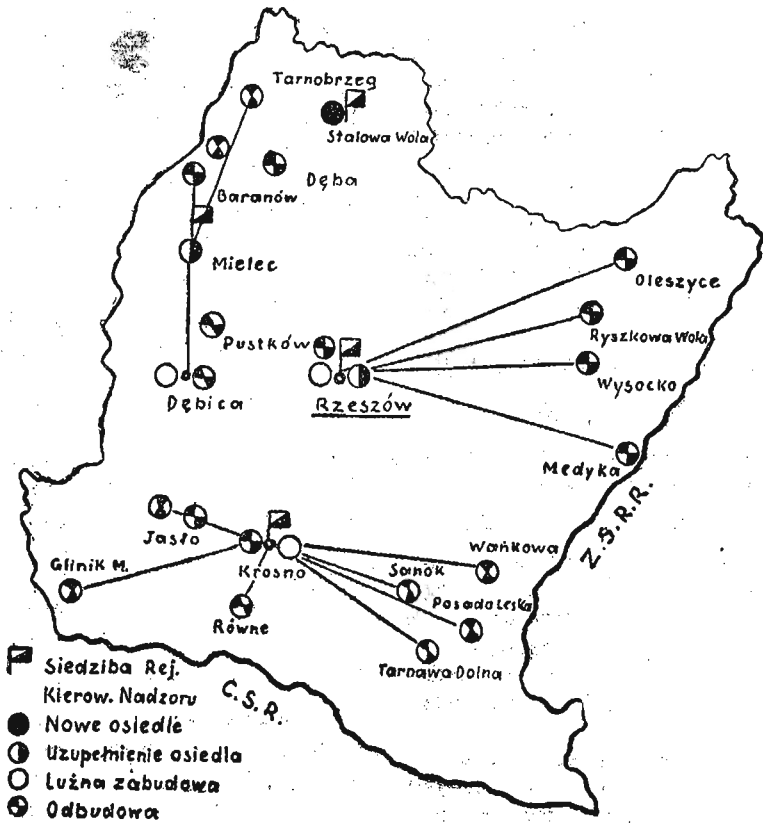 Tarnobrzeg
Stalowa Wola
Dęba
Baranów
Mielec
Oleszyce
Ryszkowa Wola
Pustków
Wysocko
Dębica
Rzeszów
Medyka
Z.S.R.R.
Jasło
Wańkowa
Glinik M.
Krosno
Sanok
Posada Leska
Równe
Tarnawa Dolna
Siedziba Rej.
Kierow. Nadzoru
Č.S.R.
Nowe osiedle
Uzupełnienie osiedla
Luźna zabudowa
Odbudowa